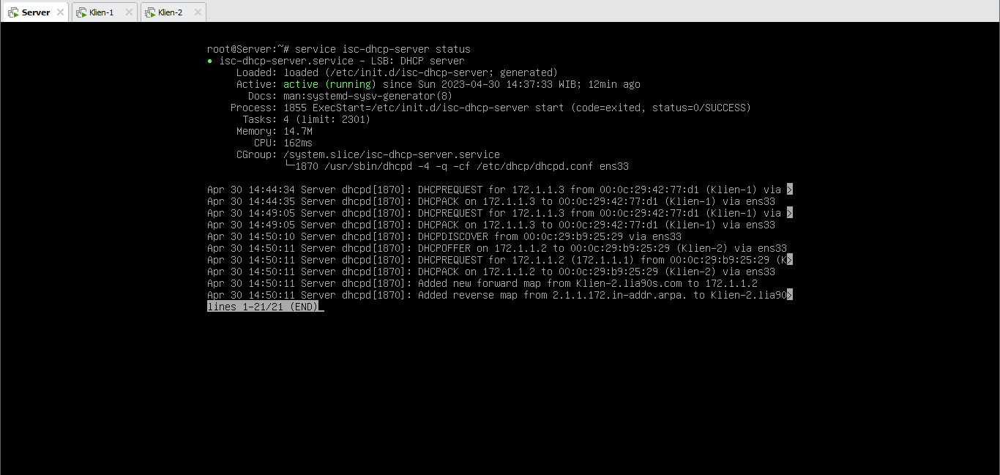 Server
Klien-1
Klien-2
root@Server:~# service isc-dhcp-server status
● isc-dhcp-server.service - LSB: DHCP server
Loaded: loaded (/etc/init.d/isc-dhcp-server; generated)
Active: active (running) since Sun 2023-04-30 14:37:33 WIB; 12min ago
Docs: man:systemd-sysv-generator(8)
Process: 1855 ExecStart=/etc/init.d/isc-dhcp-server start (code=exited, status=0/SUCCESS)
Tasks: 4 (limit: 2301)
Memory: 14.7M
CPU: 162ms
CGroup: /system.slice/isc-dhcp-server.service
└─1870 /usr/sbin/dhcpd -4 -q -cf /etc/dhcp/dhcpd.conf ens33
Apr 30 14:44:34 Server dhcpd[1870]: DHCPREQUEST for 172.1.1.3 from 00:0c:29:42:77:d1 (Klien-1) via >
Apr 30 14:44:35 Server dhcpd[1870]: DHCPACK on 172.1.1.3 to 00:0c:29:42:77:d1 (Klien-1) via ens33
Apr 30 14:49:05 Server dhcpd[1870]: DHCPREQUEST for 172.1.1.3 from 00:0c:29:42:77:d1 (Klien-1) via >
Apr 30 14:49:05 Server dhcpd[1870]: DHCPACK on 172.1.1.3 to 00:0c:29:42:77:d1 (Klien-1) via ens33
Apr 30 14:50:10 Server dhcpd[1870]: DHCPDISCOVER from 00:0c:29:b9:25:29 via ens33
Apr 30 14:50:11 Server dhcpd[1870]: DHCPOFFER on 172.1.1.2 to 00:0c:29:b9:25:29 (Klien-2) via ens33
Apr 30 14:50:11 Server dhcpd[1870]: DHCPREQUEST for 172.1.1.2 (172.1.1.1) from 00:0c:29:b9:25:29 (K>
Apr 30 14:50:11 Server dhcpd[1870]: DHCPACK on 172.1.1.2 to 00:0c:29:b9:25:29 (Klien-2) via ens33
Apr 30 14:50:11 Server dhcpd[1870]: Added new forward map from Klien-2.lia90s.com to 172.1.1.2
Apr 30 14:50:11 Server dhcpd[1870]: Added reverse map from 2.1.1.172.in-addr.arpa. to Klien-2.lia90>
lines 1-21/21 (END)